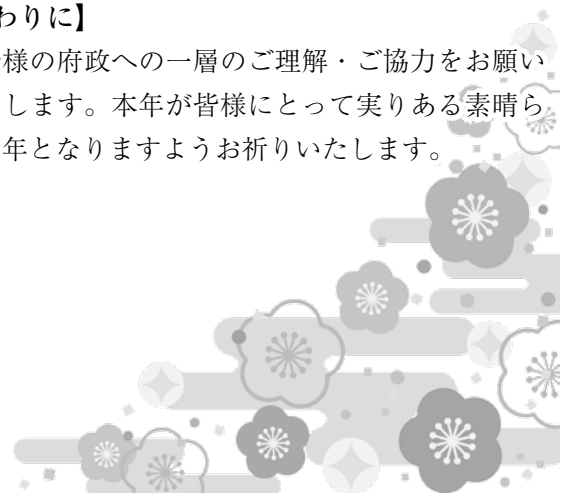 わりに】
様の府政への一層のご理解・ご協力をお願い
します。本年が皆様にとって実りある素晴ら
年となりますようお祈りいたします。